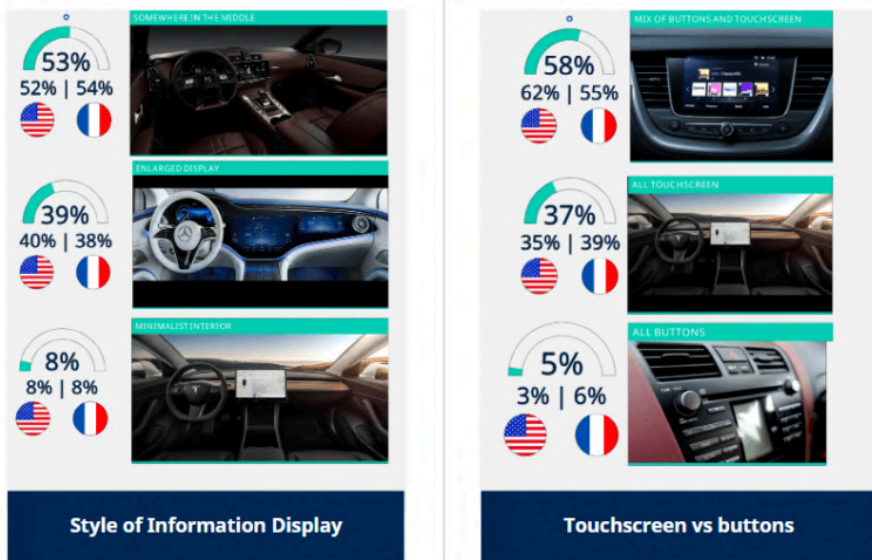 SOMEWHERE IN THE MIDDLE
53%
52% | 54%
ENLARGED DISPLAY
39%
40% | 38%
MINIMALIST INTERIOR
8%
8% | 8%
Style of Information Display
MIX OF BUTTONS AND TOUCHSCREEN
58%
62% | 55%
ALL TOUCHSCREEN
37%
35% | 39%
ALL BUTTONS
5%
3% | 6%
Touchscreen vs buttons